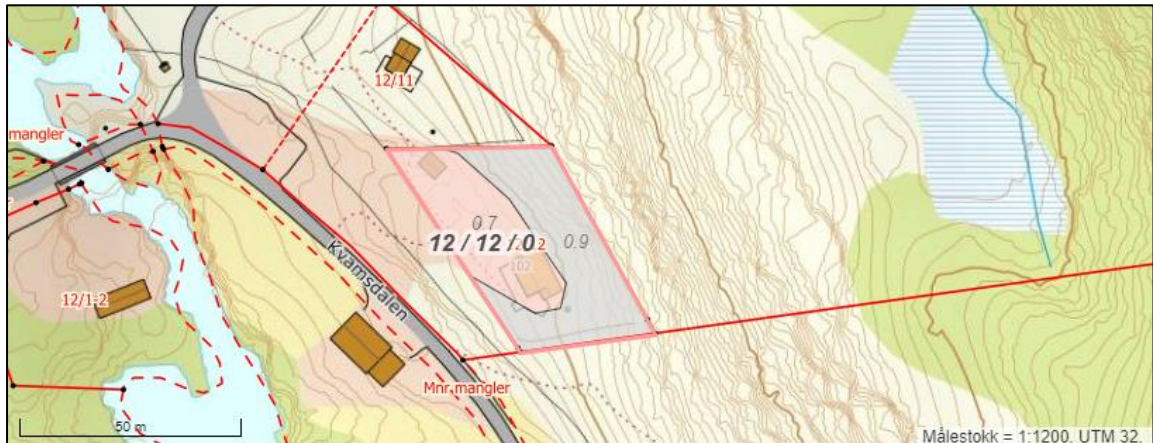 12/11
mangler
0.7
12 / 12 / 0
2
0.9
102
Kvamsdalen
12/1-2
Mnr mangler
50 m
Målestokk = 1:1200, UTM 32,